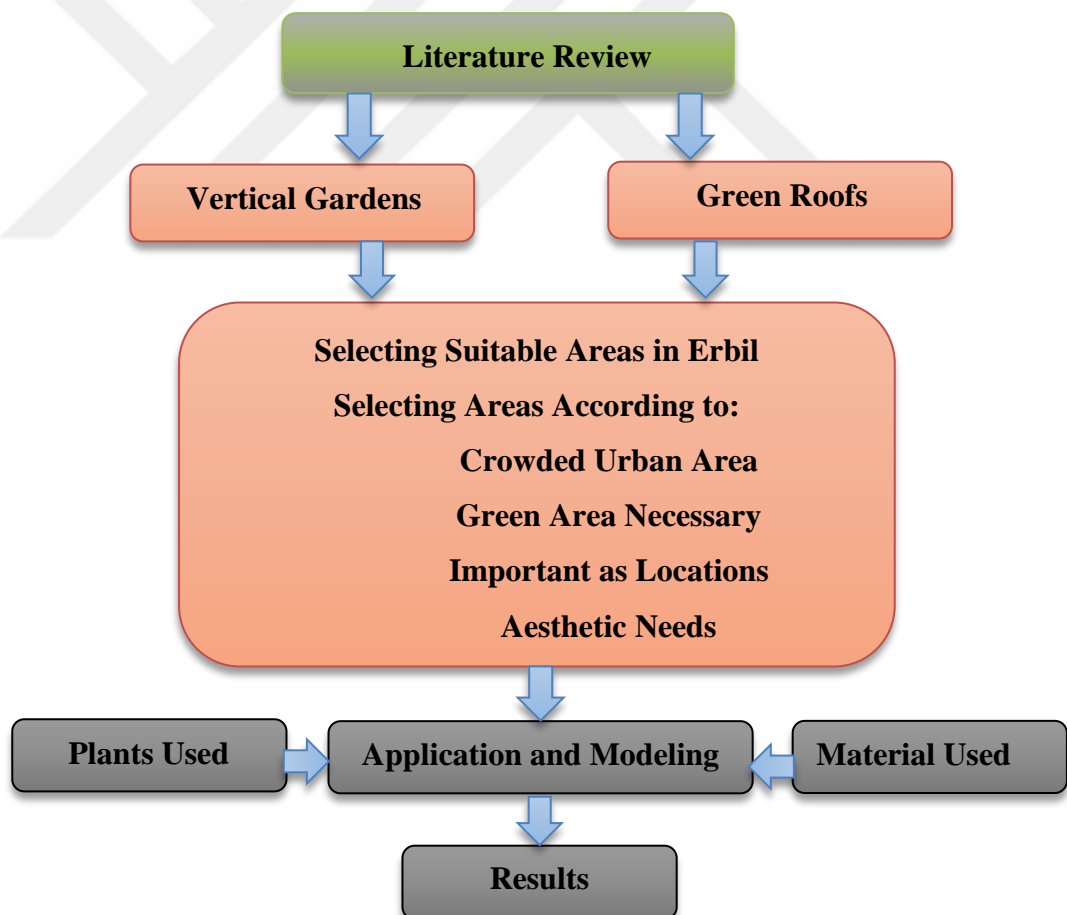 Literature Review
Vertical Gardens
Green Roofs
Selecting Suitable Areas in Erbil
Selecting Areas According to:
Crowded Urban Area
Green Area Necessary
Important as Locations
Aesthetic Needs
Plants Used
Application and Modeling
Material Used
Results